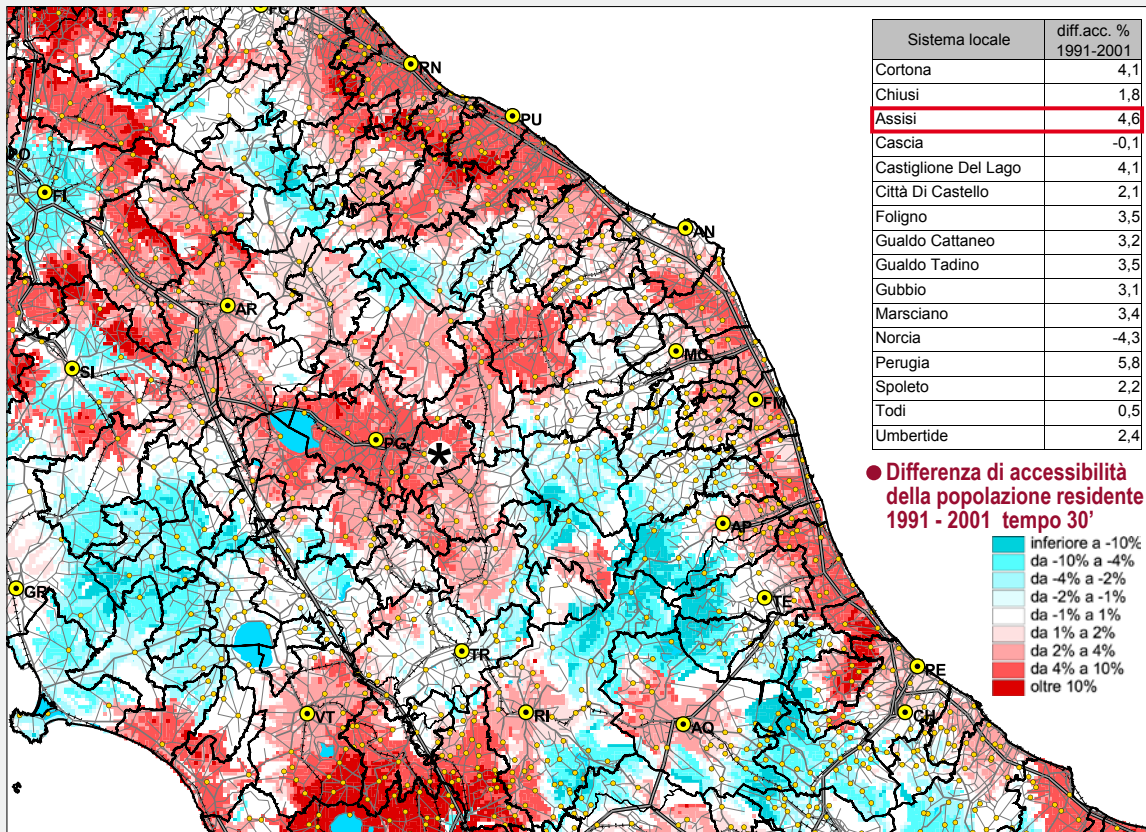 FO
RN
PU
PO
FI
AN
AR
SI
MC
FM
PG
*
AP
GR
TE
TR
PE
VT
RI
AQ
CH
Sistema locale diff.acc. % 1991-2001
Cortona 4,1
Chiusi 1,8
Assisi 4,6
Cascia -0,1
Castiglione Del Lago 4,1
Città Di Castello 2,1
Foligno 3,5
Gualdo Cattaneo 3,2
Gualdo Tadino 3,5
Gubbio 3,1
Marsciano 3,4
Norcia -4,3
Perugia 5,8
Spoleto 2,2
Todi 0,5
Umbertide 2,4
Differenza di accessibilità
della popolazione residente
1991 - 2001 tempo 30'
inferiore a -10%
da -10% a -4%
da -4% a -2%
da -2% a -1%
da -1% a 1%
da 1% a 2%
da 2% a 4%
da 4% a 10%
oltre 10%